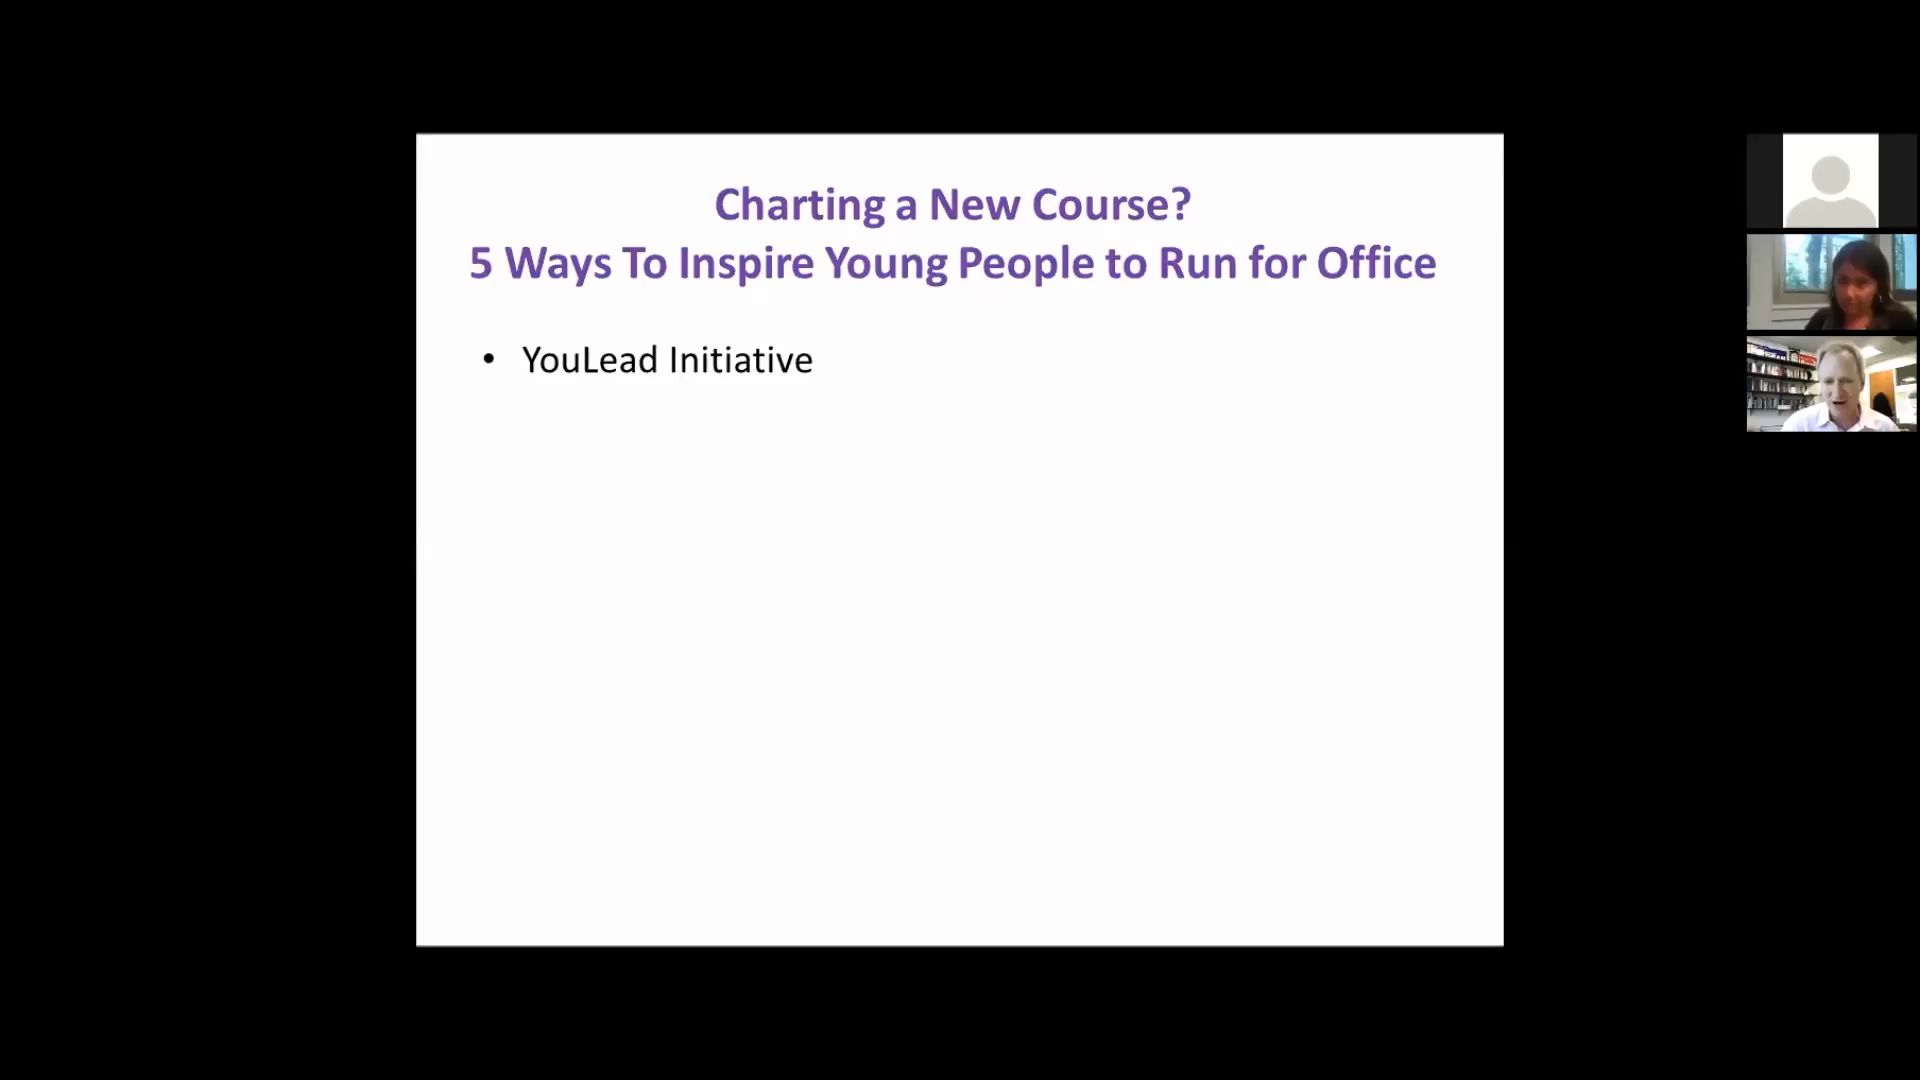 Charting a New Course?
5 Ways To Inspire Young People to Run for Office
• YouLead Initiative